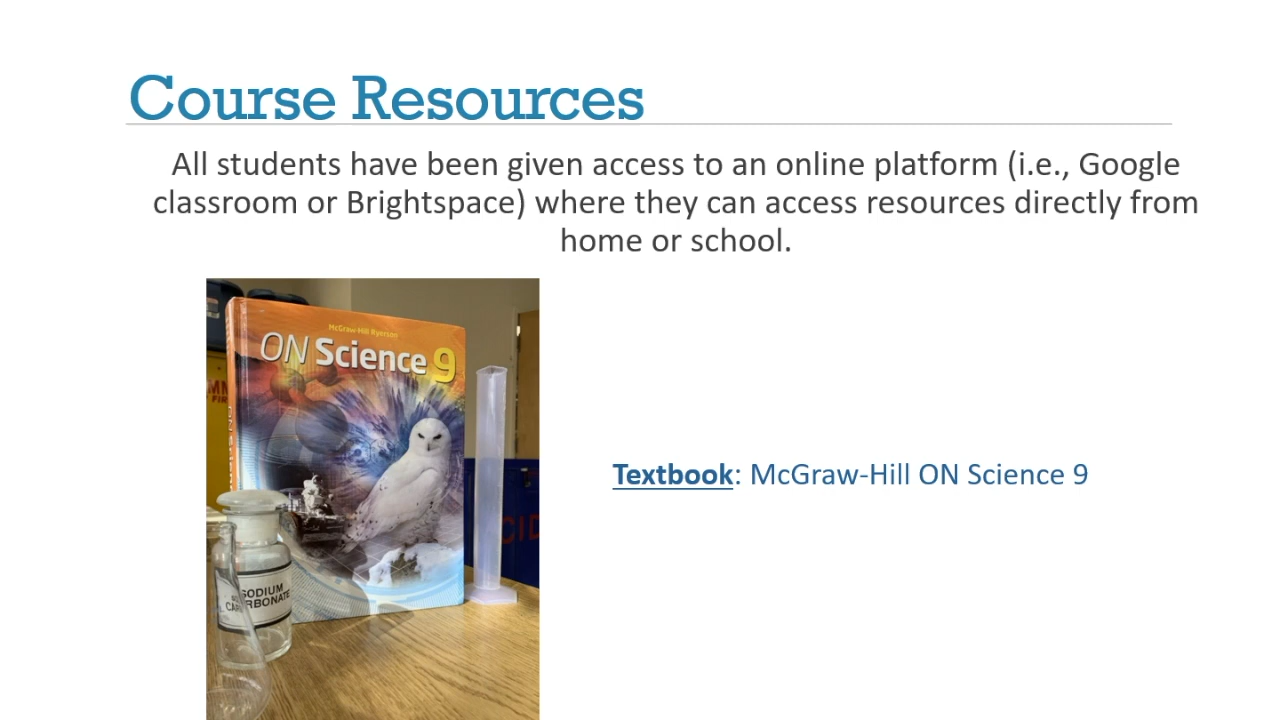 Course Resources
All students have been given access to an online platform (i.e., Google
classroom or Brightspace) where they can access resources directly from
home or school.
McGraw-Hill Ryerson
ON Science 9
SODIUM
Textbook: McGraw-Hill ON Science 9